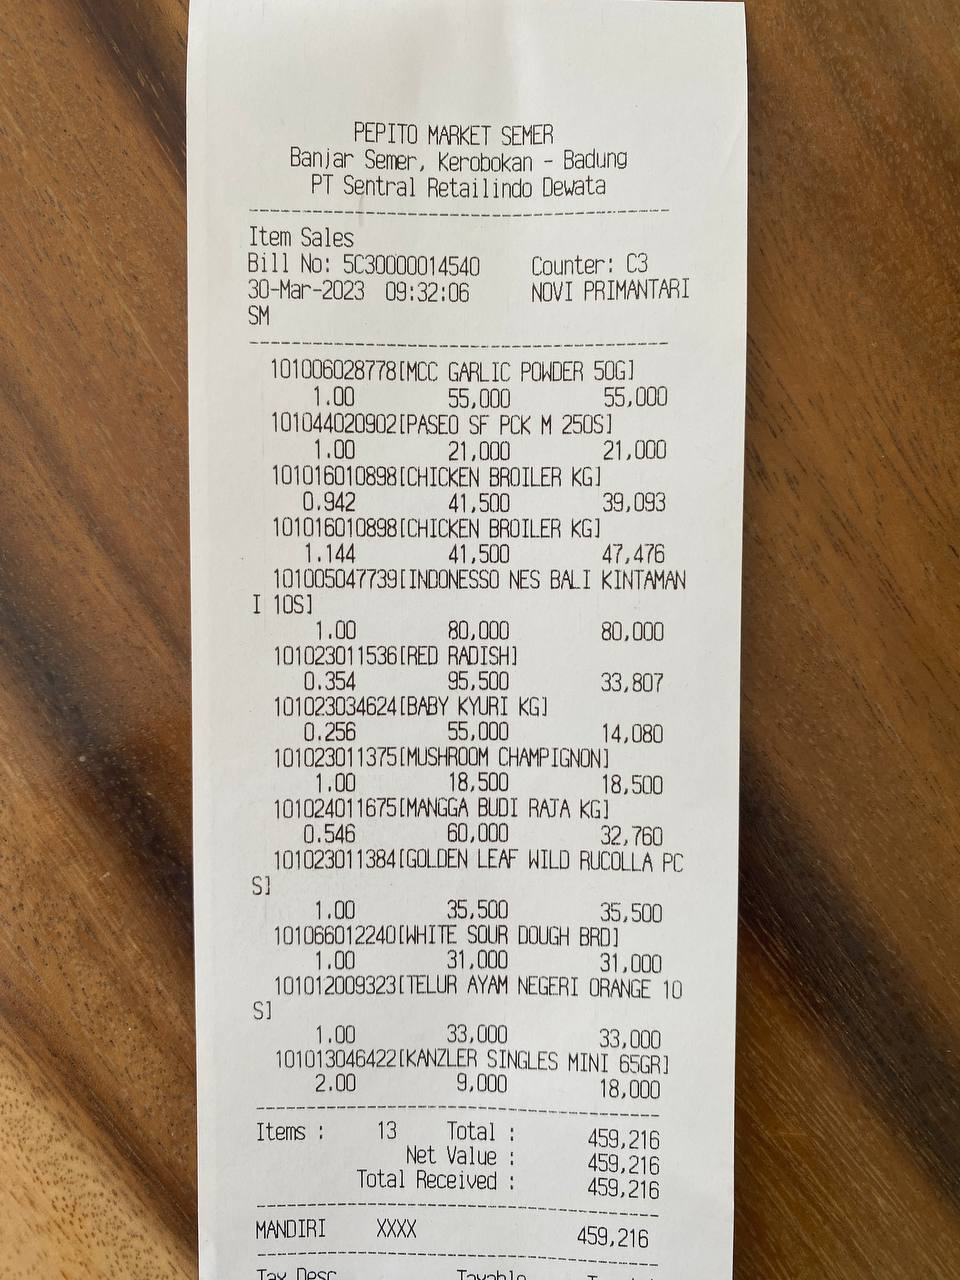 PEPITO MARKET SEMER
Banjar Semer, Kerobokan - Badung
PT Sentral Retailindo Dewata
------------------------------------------------
Item Sales
Bill No: 5C30000014540 Counter: C3
30-Mar-2023 09:32:06 NOVI PRIMANTARI
SM
------------------------------------------------
101006028778[MCC GARLIC POWDER 50G]
1.00 55,000 55,000
101044020902[PASEO SF PCK M 250S]
1.00 21,000 21,000
101016010898[CHICKEN BROILER KG]
0.942 41,500 39,093
101016010898[CHICKEN BROILER KG]
1.144 41,500 47,476
101005047739[INDONESSO NES BALI KINTAMAN
I 10S]
1.00 80,000 80,000
101023011536[RED RADISH]
0.354 95,500 33,807
101023034624[BABY KYURI KG]
0.256 55,000 14,080
101023011375[MUSHROOM CHAMPIGNON]
1.00 18,500 18,500
101024011675[MANGGA BUDI RAJA KG]
0.546 60,000 32,760
101023011384[GOLDEN LEAF WILD RUCOLLA PC
S]
1.00 35,500 35,500
101066012240[WHITE SOUR DOUGH BRD]
1.00 31,000 31,000
101012009323[TELUR AYAM NEGERI ORANGE 10
S]
1.00 33,000 33,000
101013046422[KANZLER SINGLES MINI 65GR]
2.00 9,000 18,000
------------------------------------------------
Items : 13 Total : 459,216
Net Value : 459,216
Total Received : 459,216
------------------------------------------------
MANDIRI XXXX 459,216
------------------------------------------------
Tax Desc Taxable